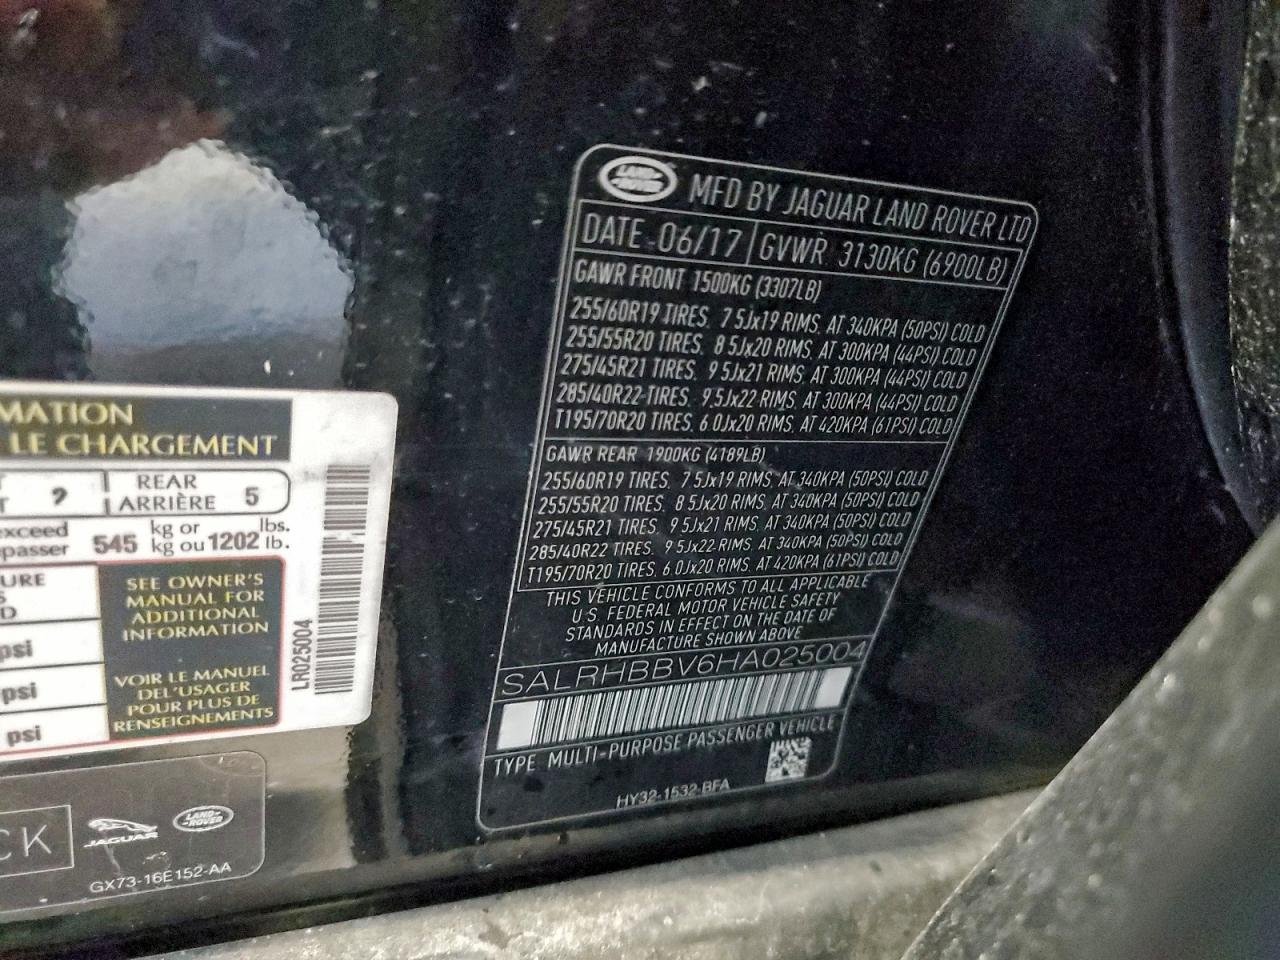 LAND ROVER
MFD BY JAGUAR LAND ROVER LTD
DATE 06/17 GVWR 3130KG (6900LB)
GAWR FRONT 1500KG (3307LB)
255/60R19 TIRES, 7.5Jx19 RIMS, AT 340KPA (50PSI) COLD
255/55R20 TIRES, 8.5Jx20 RIMS, AT 300KPA (44PSI) COLD
275/45R21 TIRES, 9.5Jx21 RIMS, AT 300KPA (44PSI) COLD
285/40R22 TIRES, 9.5Jx22 RIMS, AT 300KPA (44PSI) COLD
T195/70R20 TIRES, 6.0Jx20 RIMS, AT 420KPA (61PSI) COLD
GAWR REAR 1900KG (4189LB)
255/60R19 TIRES, 7.5Jx19 RIMS, AT 340KPA (50PSI) COLD
255/55R20 TIRES, 8.5Jx20 RIMS, AT 340KPA (50PSI) COLD
275/45R21 TIRES, 9.5Jx21 RIMS, AT 340KPA (50PSI) COLD
285/40R22 TIRES, 9.5Jx22 RIMS, AT 340KPA (50PSI) COLD
T195/70R20 TIRES, 6.0Jx20 RIMS, AT 420KPA (61PSI) COLD
THIS VEHICLE CONFORMS TO ALL APPLICABLE
U.S. FEDERAL MOTOR VEHICLE SAFETY
STANDARDS IN EFFECT ON THE DATE OF
MANUFACTURE SHOWN ABOVE
SALRHBBV6HA025004
TYPE MULTI-PURPOSE PASSENGER VEHICLE
HY32-1532-BFA
MATION
LE CHARGEMENT
T 2 REAR
ARRIÈRE 5
exceed
passer 545 kg or
kg ou 1202 lbs.
lb.
URE
S
D
psi
psi
psi
SEE OWNER'S
MANUAL FOR
ADDITIONAL
INFORMATION
VOIR LE MANUEL
DEL'USAGER
POUR PLUS DE
RENSEIGNEMENTS
LR025004
CK
JAGUAR
LAND ROVER
GX73-16E152-AA